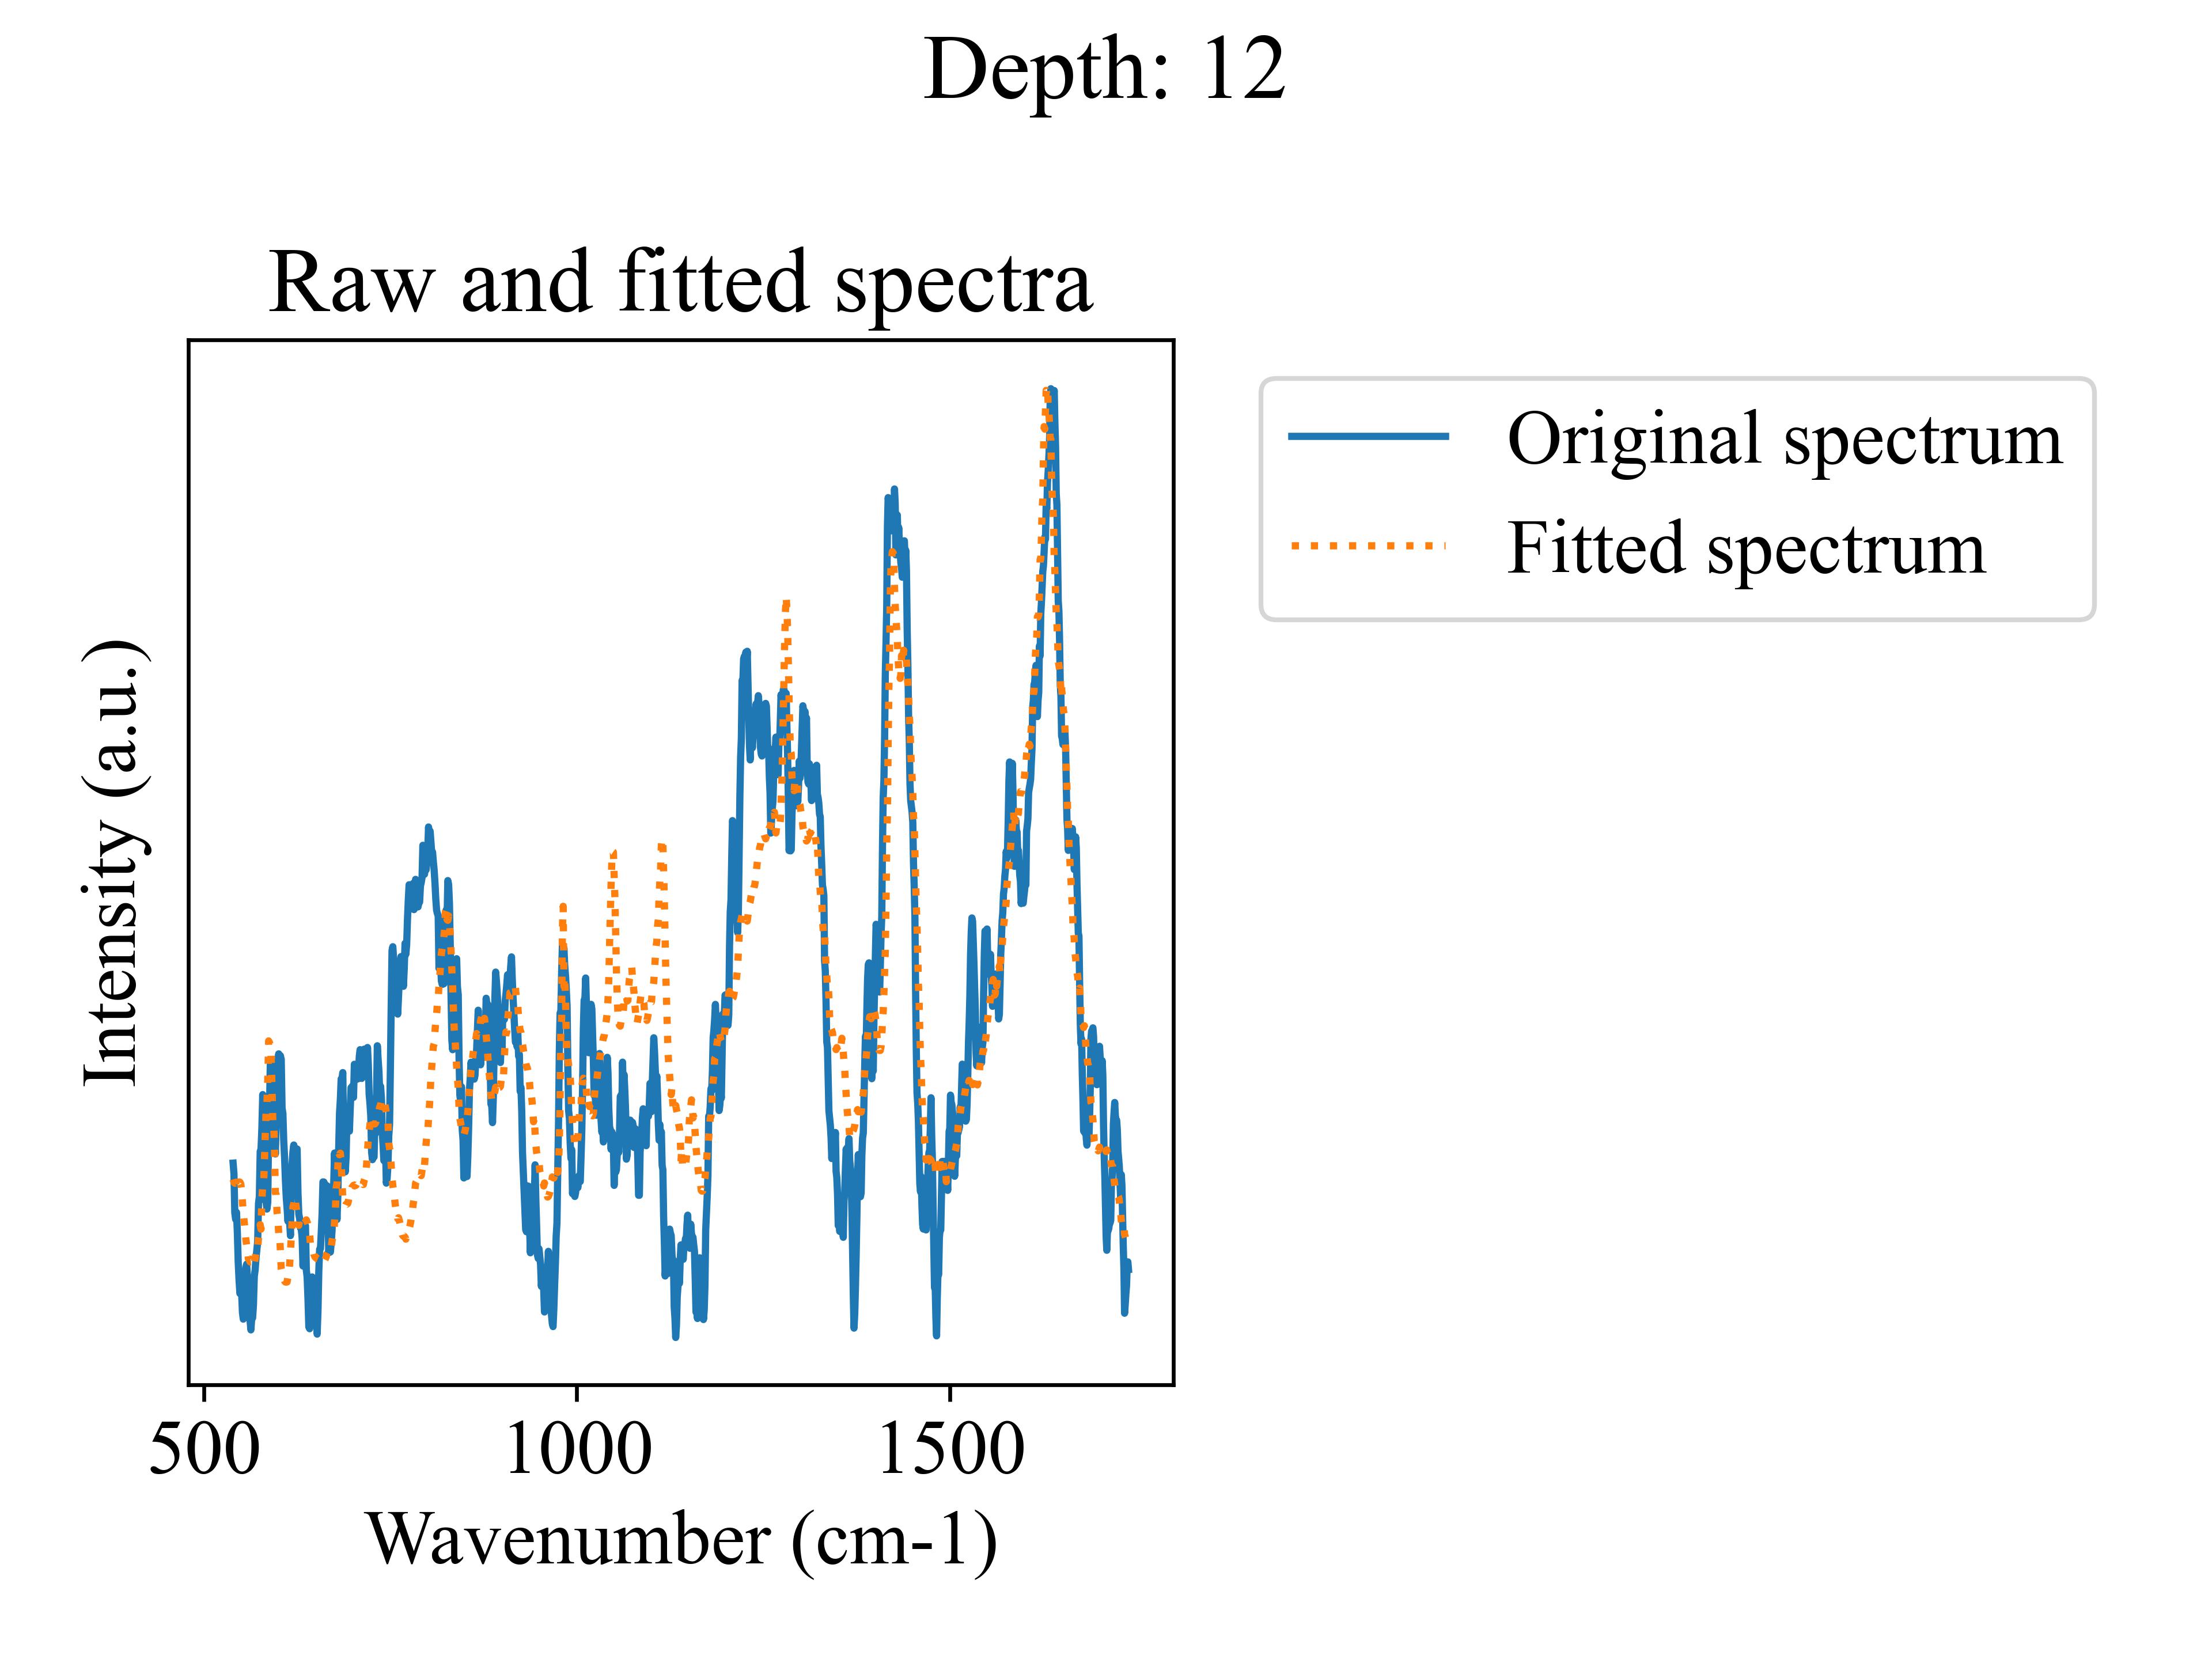 Depth: 12
Raw and fitted spectra
Original spectrum
Fitted spectrum
Intensity (a.u.)
500 1000 1500
Wavenumber (cm-1)